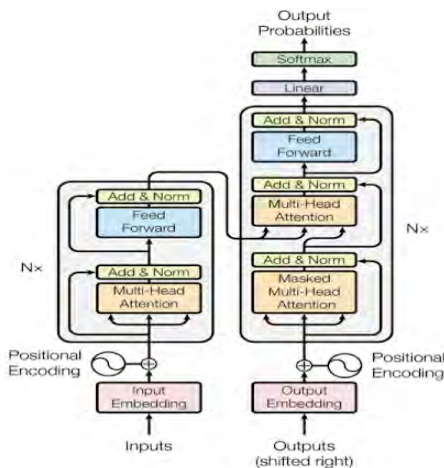 Output
Probabilities
Softmax
Linear
Add & Norm
Feed
Forward
Add & Norm
Multi-Head
Attention
Add & Norm
Masked
Multi-Head
Attention
Nx
Add & Norm
Feed
Forward
Add & Norm
Multi-Head
Attention
Nx
Positional
Encoding
Positional
Encoding
Input
Embedding
Output
Embedding
Inputs
Outputs
(shifted right)